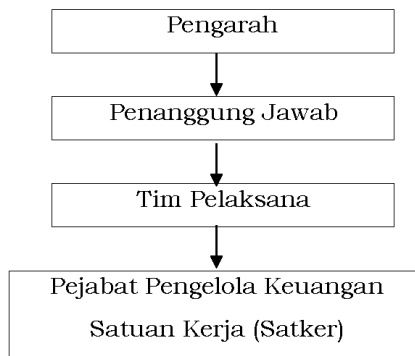 Pengarah
Penanggung Jawab
Tim Pelaksana
Pejabat Pengelola Keuangan
Satuan Kerja (Satker)